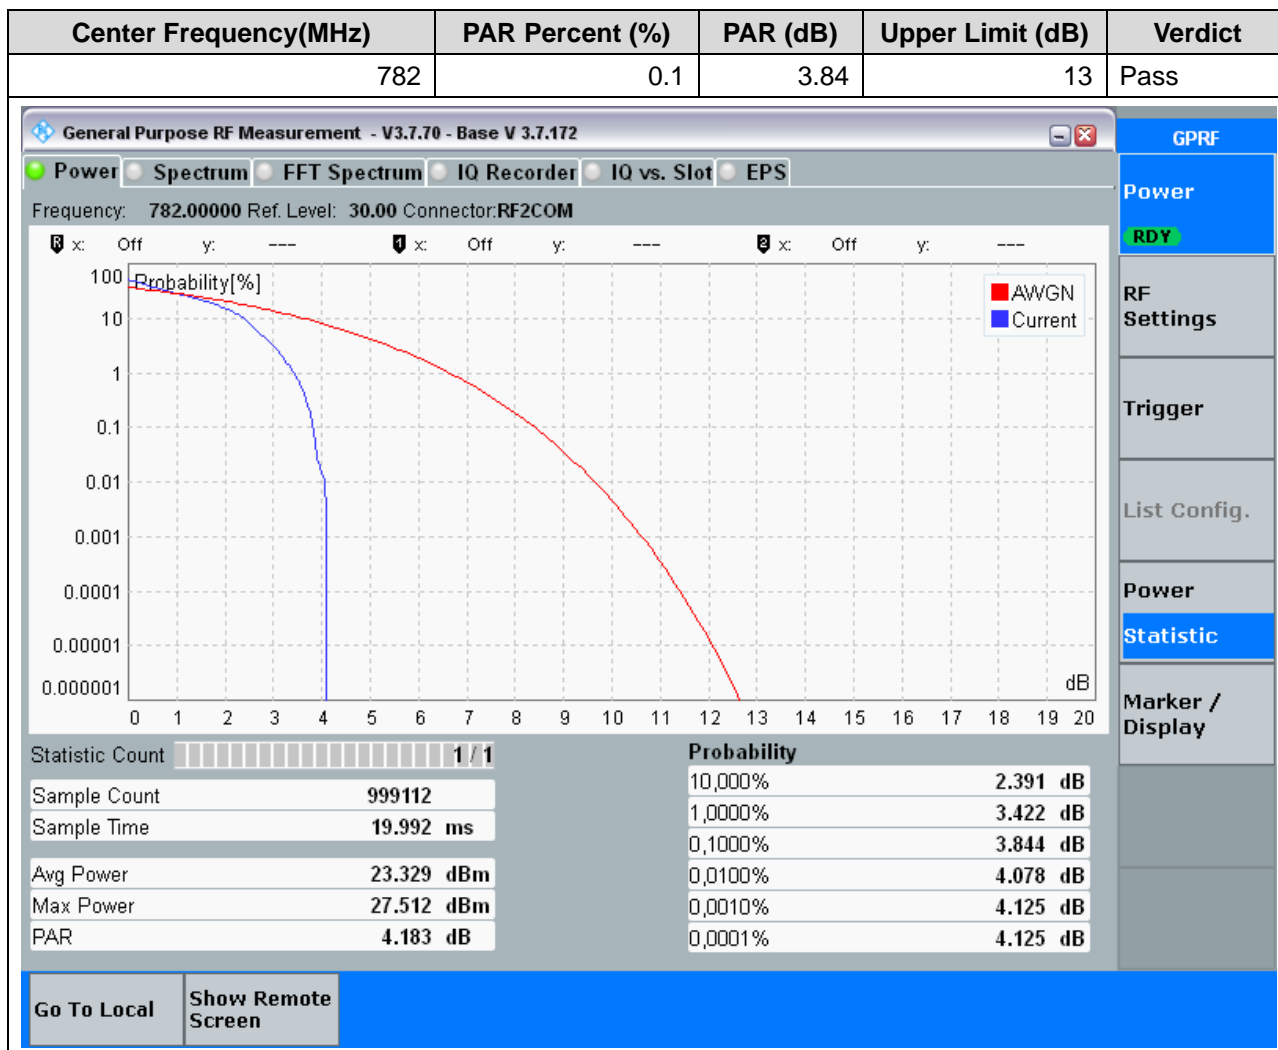 Center Frequency(MHz) PAR Percent (%) PAR (dB) Upper Limit (dB) Verdict
782 0.1 3.84 13 Pass
General Purpose RF Measurement - V3.7.70 - Base V 3.7.172
GPRF
Power Spectrum FFT Spectrum IQ Recorder IQ vs. Slot EPS
Frequency: 782.00000 Ref. Level: 30.00 Connector:RF2COM
R x: Off y: --- 1 x: Off y: --- 2 x: Off y: ---
Probability[%]
AWGN
Current
100
10
1
0.1
0.01
0.001
0.0001
0.00001
0.000001
dB
0 1 2 3 4 5 6 7 8 9 10 11 12 13 14 15 16 17 18 19 20
Statistic Count 1 / 1
Sample Count 999112
Sample Time 19.992 ms
Avg Power 23.329 dBm
Max Power 27.512 dBm
PAR 4.183 dB
Probability
10,000% 2.391 dB
1,0000% 3.422 dB
0,1000% 3.844 dB
0,0100% 4.078 dB
0,0010% 4.125 dB
0,0001% 4.125 dB
Power
RDY
RF
Settings
Trigger
List Config.
Power
Statistic
Marker /
Display
Go To Local
Show Remote
Screen